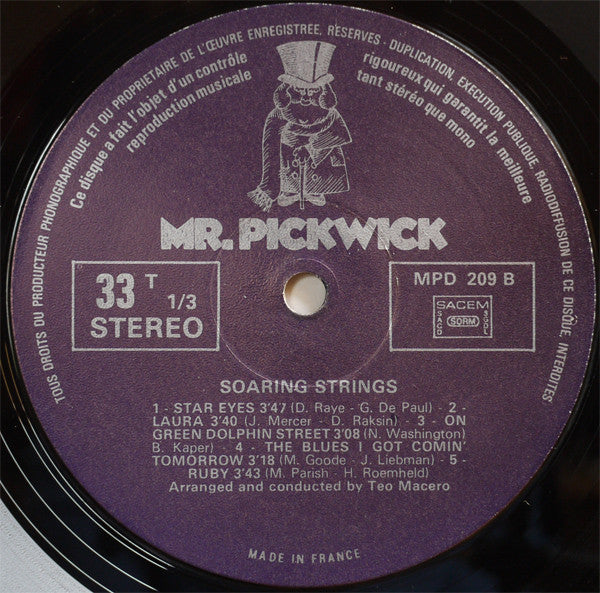 TOUS DROITS DU PRODUCTEUR PHONOGRAPHIQUE ET DU PROPRIETAIRE DE L'ŒUVRE ENREGISTREE, RESERVES - DUPLICATION, EXECUTION PUBLIQUE, RADIODIFFUSION DE CE DISQUE, INTERDITES
Ce disque a fait l'objet d'un contrôle
rigoureux qui garantit la meilleure
reproduction musicale
tant stéréo que mono
MR. PICKWICK
33 T 1/3
STEREO
MPD 209 B
SACEM
SACD SDRM SGDL
SOARING STRINGS
1 - STAR EYES 3'47 (D. Raye - G. De Paul) - 2 -
LAURA 3'40 (J. Mercer - D. Raksin) - 3 - ON
GREEN DOLPHIN STREET 3'08 (N. Washington)
B. Kaper) - 4 - THE BLUES I GOT COMIN'
TOMORROW 3'18 (M. Goode - J. Liebman) - 5 -
RUBY 3'43 (M. Parish - H. Roemheld)
Arranged and conducted by Teo Macero
MADE IN FRANCE